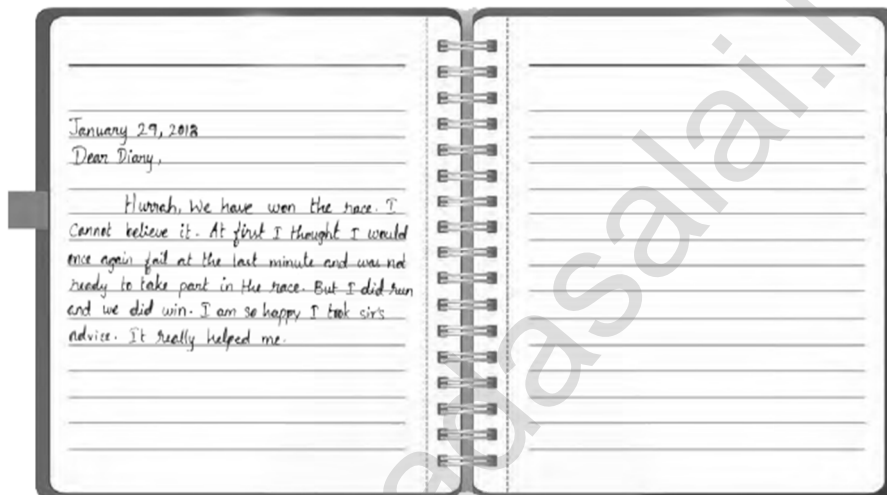 January 29, 2018
Dear Diary,
Hurrah, We have won the race. I
Cannot believe it. At first I thought I would
once again fail at the last minute and was not
ready to take part in the race. But I did run
and we did win. I am so happy I took sir's
advice. It really helped me.